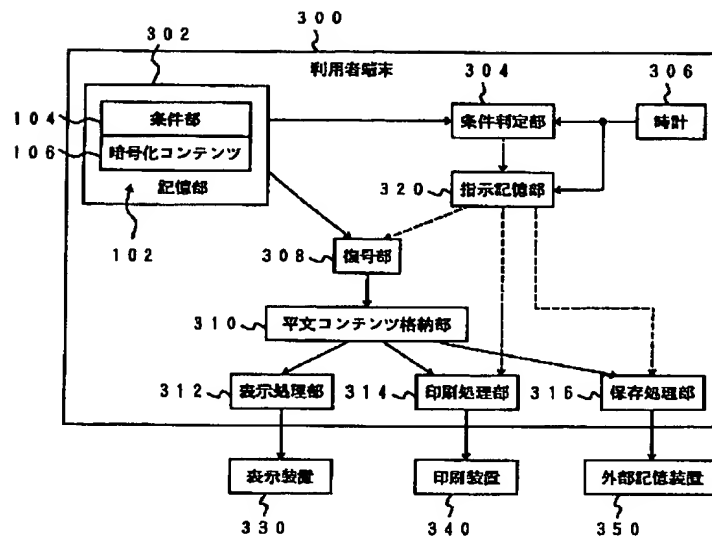 300
302
利用者端末
304
306
104
条件部
条件判定部
時計
106
暗号化コンテンツ
記憶部
320
指示記憶部
102
308
復号部
310
平文コンテンツ格納部
312
表示処理部
314
印刷処理部
316
保存処理部
表示装置
印刷装置
外部記憶装置
330
340
350